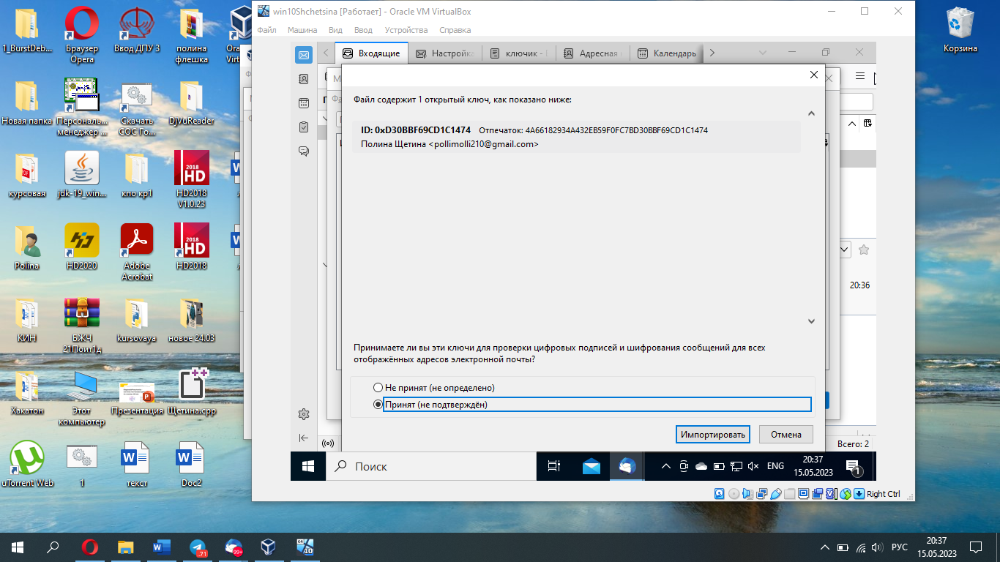 win10Shchetsina [Работает] - Oracle VM VirtualBox
Файл Машина Вид Ввод Устройства Справка
Входящие
Настройка
ключик -
Адресная
Календарь
Файл содержит 1 открытый ключ, как показано ниже:
ID: 0xD30BBF69CD1C1474 Отпечаток: 4A66182934A432EB59F0FC7BD30BBF69CD1C1474
Полина Щетина <pollimolli210@gmail.com>
20:36
Принимаете ли вы эти ключи для проверки цифровых подписей и шифрования сообщений для всех
отображённых адресов электронной почты?
Не принят (не определено)
Принят (не подтверждён)
Импортировать
Отмена
Всего: 2
Поиск
ENG
20:37
15.05.2023
1
Right Ctrl
1_BurstDeb...
Браузер
Opera
Ввод ДПУ 3
полина
флешка
Корзина
Новая папка
Персональ...
менеджер ...
Скачать
СОС Го...
DjVuReader
курсовая
jdk-19_win...
кпо кр1
HD2018
V1.0.23
Polina
HD2020
Adobe
Acrobat
HD2018
КИН
БЖЧ
21Поит1д
kursovaya
новое 24.03
Хакатон
Этот
компьютер
Презентация
Щетина.cpp
uTorrent Web
1
текст
Doc2
.71
99+
РУС
20:37
15.05.2023